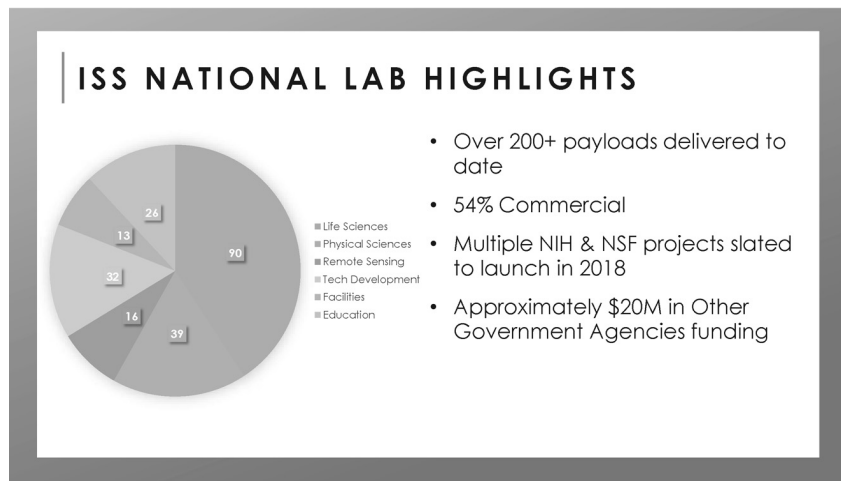 ISS NATIONAL LAB HIGHLIGHTS
26
13
90
32
16
39
Life Sciences
Physical Sciences
Remote Sensing
Tech Development
Facilities
Education
• Over 200+ payloads delivered to
date
• 54% Commercial
• Multiple NIH & NSF projects slated
to launch in 2018
• Approximately $20M in Other
Government Agencies funding